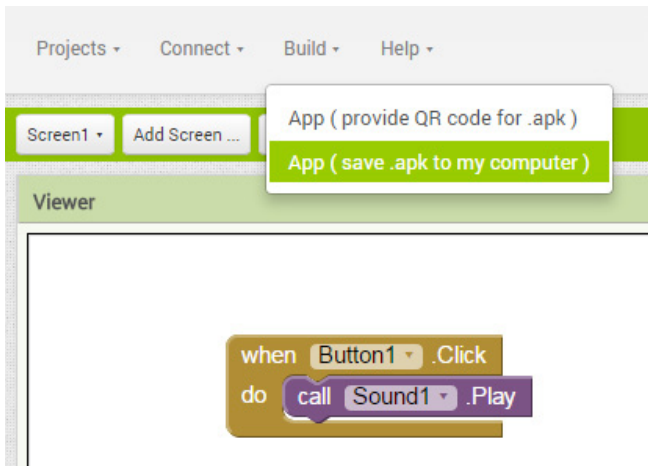 Projects Connect Build Help
App ( provide QR code for .apk )
Screen1 Add Screen ...
App ( save .apk to my computer )
Viewer
when Button1 .Click
do call Sound1 .Play